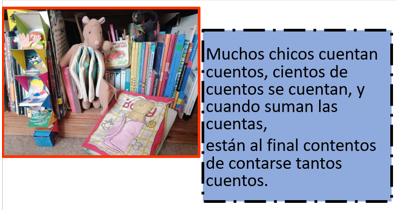 Muchos chicos cuentan
cuentos, cientos de
cuentos se cuentan, y
cuando suman las
cuentas,
están al final contentos
de contarse tantos
cuentos.